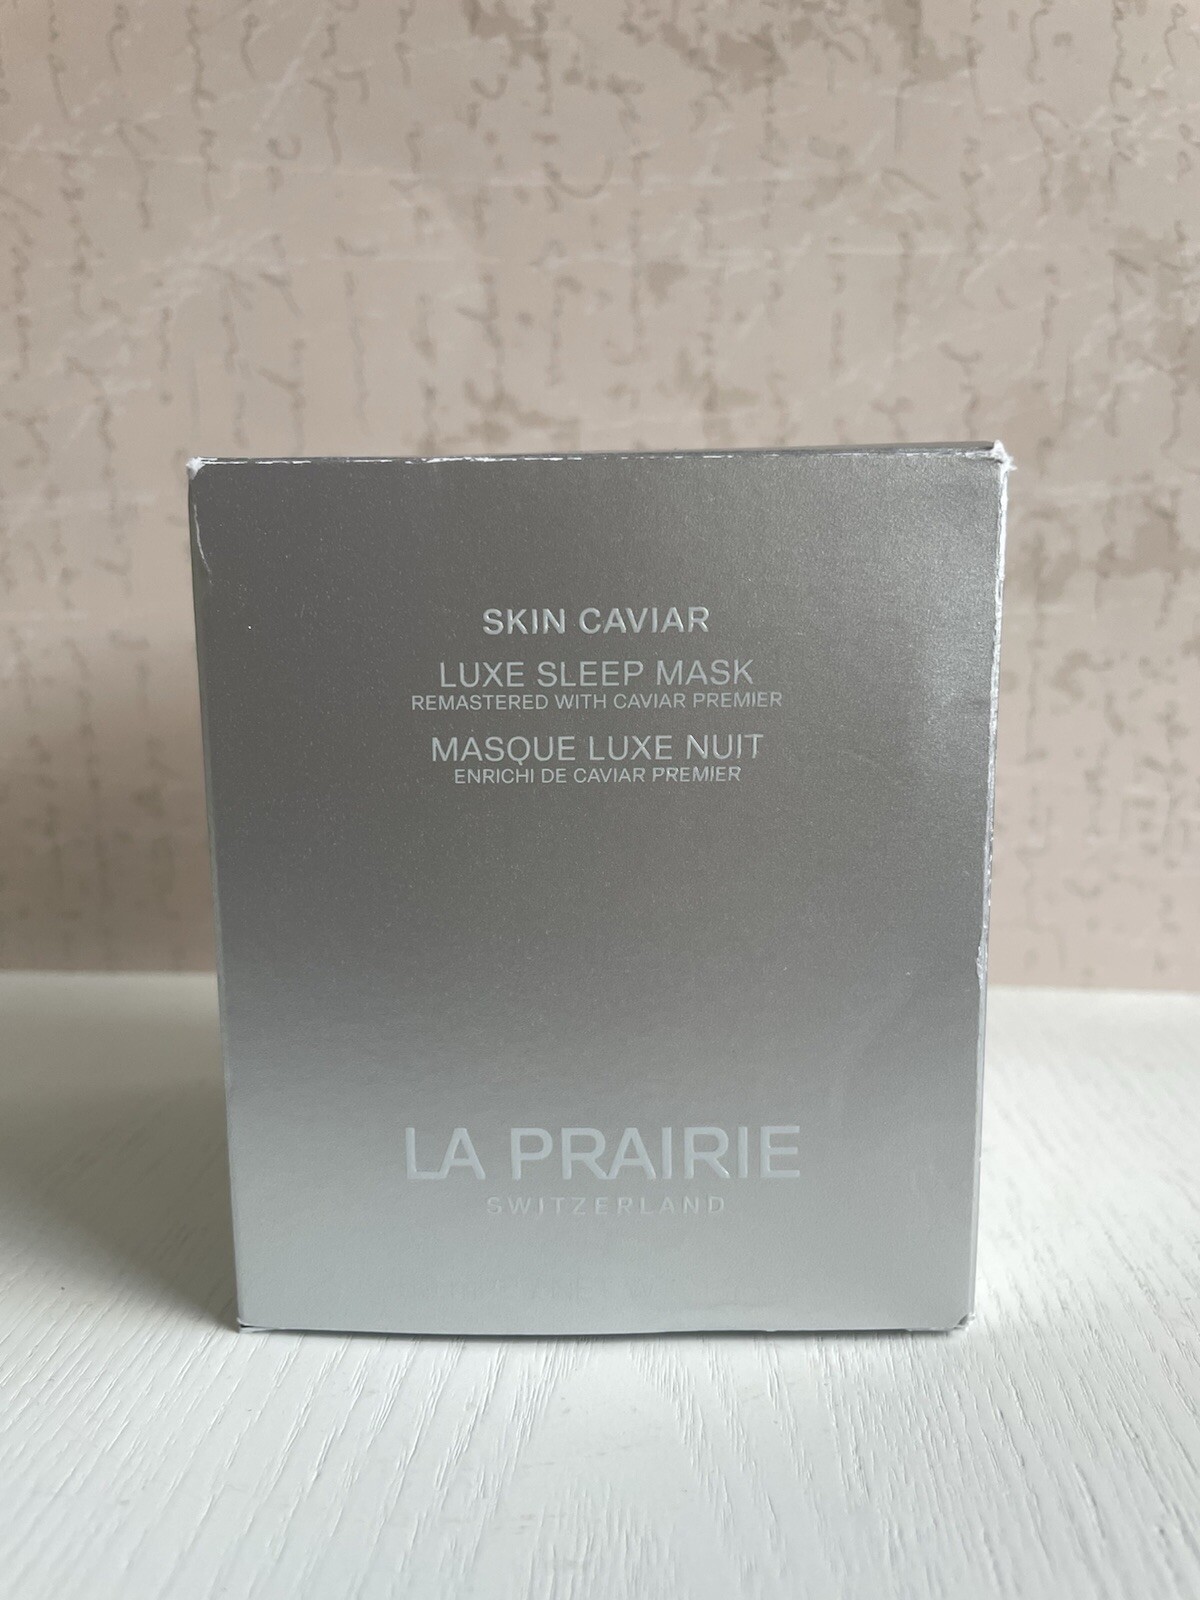 SKIN CAVIAR
LUXE SLEEP MASK
REMASTERED WITH CAVIAR PREMIER
MASQUE LUXE NUIT
ENRICHI DE CAVIAR PREMIER
LA PRAIRIE
SWITZERLAND